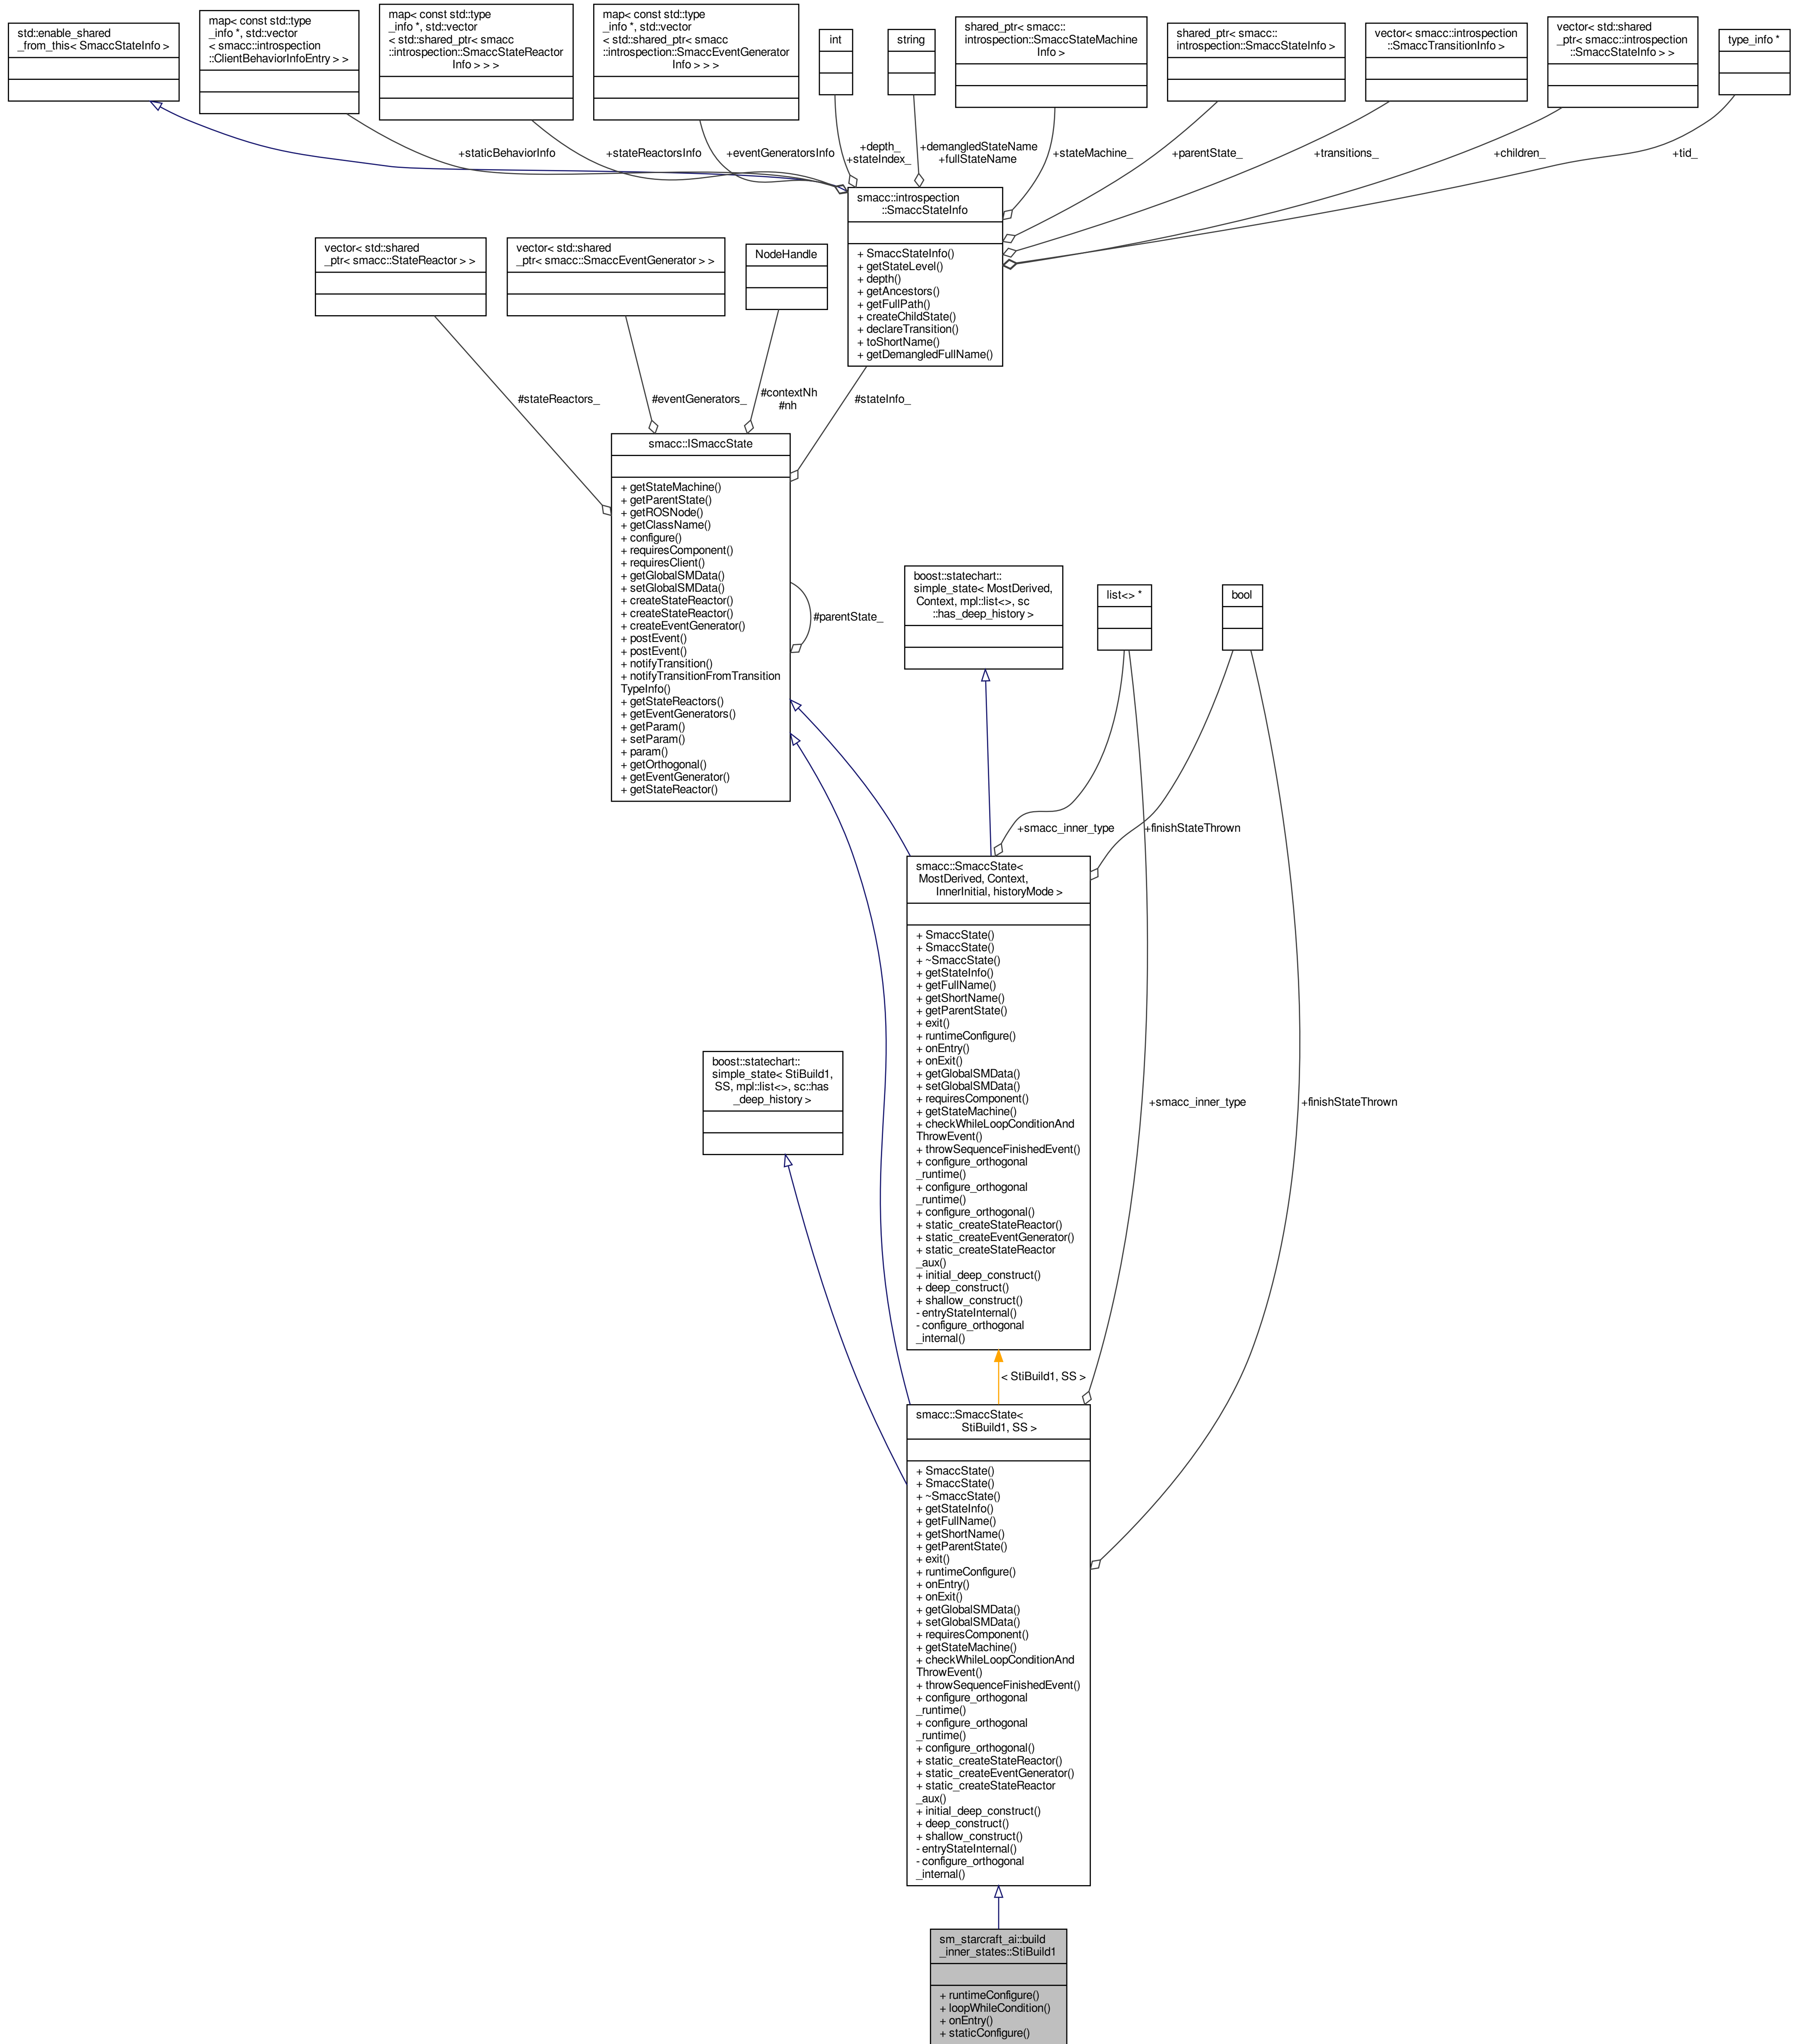 std::enable_shared
_from_this< SmaccStateInfo >
map< const std::type
_info *, std::vector
< smacc::introspection
::ClientBehaviorInfoEntry > >
map< const std::type
_info *, std::vector
< std::shared_ptr< smacc
::introspection::SmaccStateReactor
Info > > >
map< const std::type
_info *, std::vector
< std::shared_ptr< smacc
::introspection::SmaccEventGenerator
Info > > >
int
string
shared_ptr< smacc::
introspection::SmaccStateMachine
Info >
shared_ptr< smacc::
introspection::SmaccStateInfo >
vector< smacc::introspection
::SmaccTransitionInfo >
vector< std::shared
_ptr< smacc::introspection
::SmaccStateInfo > >
type_info *
+staticBehaviorInfo
+stateReactorsInfo
+eventGeneratorsInfo
+depth_
+stateIndex_
+demangledStateName
+fullStateName
+stateMachine_
+parentState_
+transitions_
+children_
+tid_
smacc::introspection
::SmaccStateInfo
+ SmaccStateInfo()
+ getStateLevel()
+ depth()
+ getAncestors()
+ getFullPath()
+ createChildState()
+ declareTransition()
+ toShortName()
+ getDemangledFullName()
vector< std::shared
_ptr< smacc::StateReactor > >
vector< std::shared
_ptr< smacc::SmaccEventGenerator > >
NodeHandle
#stateReactors_
#eventGenerators_
#contextNh
#nh
#stateInfo_
smacc::ISmaccState
+ getStateMachine()
+ getParentState()
+ getROSNode()
+ getClassName()
+ configure()
+ requiresComponent()
+ requiresClient()
+ getGlobalSMData()
+ setGlobalSMData()
+ createStateReactor()
+ createStateReactor()
+ createEventGenerator()
+ postEvent()
+ postEvent()
+ notifyTransition()
+ notifyTransitionFromTransition
TypeInfo()
+ getStateReactors()
+ getEventGenerators()
+ getParam()
+ setParam()
+ param()
+ getOrthogonal()
+ getEventGenerator()
+ getStateReactor()
#parentState_
boost::statechart::
simple_state< MostDerived,
Context, mpl::list<>, sc
::has_deep_history >
list<> *
bool
+smacc_inner_type
+finishStateThrown
smacc::SmaccState<
MostDerived, Context,
InnerInitial, historyMode >
+ SmaccState()
+ SmaccState()
+ ~SmaccState()
+ getStateInfo()
+ getFullName()
+ getShortName()
+ getParentState()
+ exit()
+ runtimeConfigure()
+ onEntry()
+ onExit()
+ getGlobalSMData()
+ setGlobalSMData()
+ requiresComponent()
+ getStateMachine()
+ checkWhileLoopConditionAnd
ThrowEvent()
+ throwSequenceFinishedEvent()
+ configure_orthogonal
_runtime()
+ configure_orthogonal
_runtime()
+ configure_orthogonal()
+ static_createStateReactor()
+ static_createEventGenerator()
+ static_createStateReactor
_aux()
+ initial_deep_construct()
+ deep_construct()
+ shallow_construct()
- entryStateInternal()
- configure_orthogonal
_internal()
boost::statechart::
simple_state< StiBuild1,
SS, mpl::list<>, sc::has
_deep_history >
+smacc_inner_type
+finishStateThrown
< StiBuild1, SS >
smacc::SmaccState<
StiBuild1, SS >
+ SmaccState()
+ SmaccState()
+ ~SmaccState()
+ getStateInfo()
+ getFullName()
+ getShortName()
+ getParentState()
+ exit()
+ runtimeConfigure()
+ onEntry()
+ onExit()
+ getGlobalSMData()
+ setGlobalSMData()
+ requiresComponent()
+ getStateMachine()
+ checkWhileLoopConditionAnd
ThrowEvent()
+ throwSequenceFinishedEvent()
+ configure_orthogonal
_runtime()
+ configure_orthogonal
_runtime()
+ configure_orthogonal()
+ static_createStateReactor()
+ static_createEventGenerator()
+ static_createStateReactor
_aux()
+ initial_deep_construct()
+ deep_construct()
+ shallow_construct()
- entryStateInternal()
- configure_orthogonal
_internal()
sm_starcraft_ai::build
_inner_states::StiBuild1
+ runtimeConfigure()
+ loopWhileCondition()
+ onEntry()
+ staticConfigure()